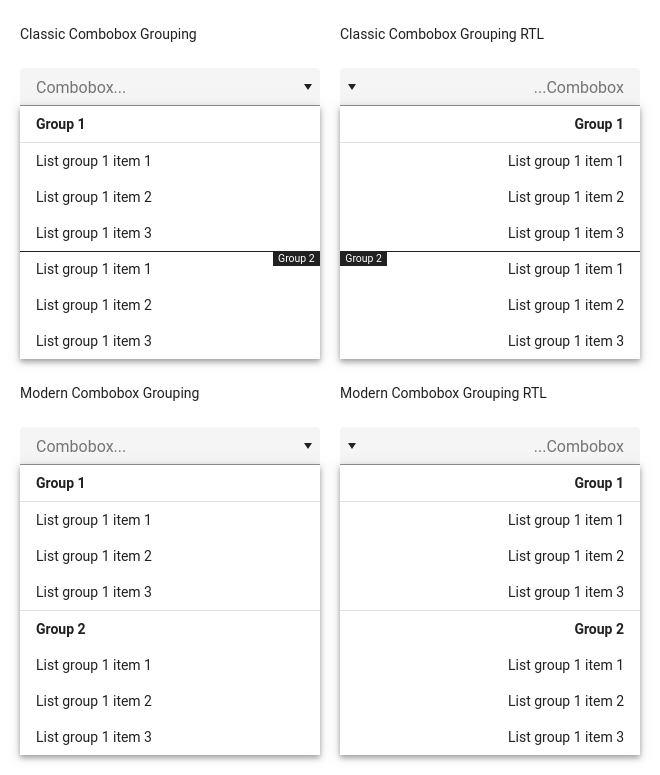 Classic Combobox Grouping
Combobox...
Group 1
List group 1 item 1
List group 1 item 2
List group 1 item 3
Group 2
List group 1 item 1
List group 1 item 2
List group 1 item 3
Classic Combobox Grouping RTL
...Combobox
Group 1
List group 1 item 1
List group 1 item 2
List group 1 item 3
Group 2
List group 1 item 1
List group 1 item 2
List group 1 item 3
Modern Combobox Grouping
Combobox...
Group 1
List group 1 item 1
List group 1 item 2
List group 1 item 3
Group 2
List group 1 item 1
List group 1 item 2
List group 1 item 3
Modern Combobox Grouping RTL
...Combobox
Group 1
List group 1 item 1
List group 1 item 2
List group 1 item 3
Group 2
List group 1 item 1
List group 1 item 2
List group 1 item 3